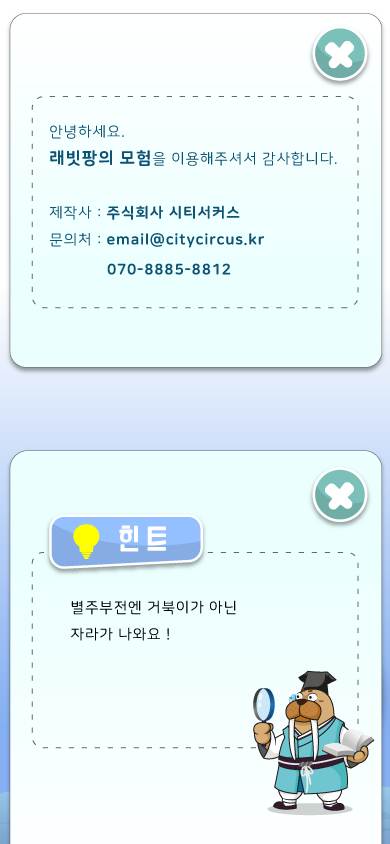 안녕하세요.
래빗팡의 모험을 이용해주셔서 감사합니다.
제작사 : 주식회사 시티서커스
문의처 : email@citycircus.kr
070-8885-8812
힌트
별주부전엔 거북이가 아닌
자라가 나와요 !